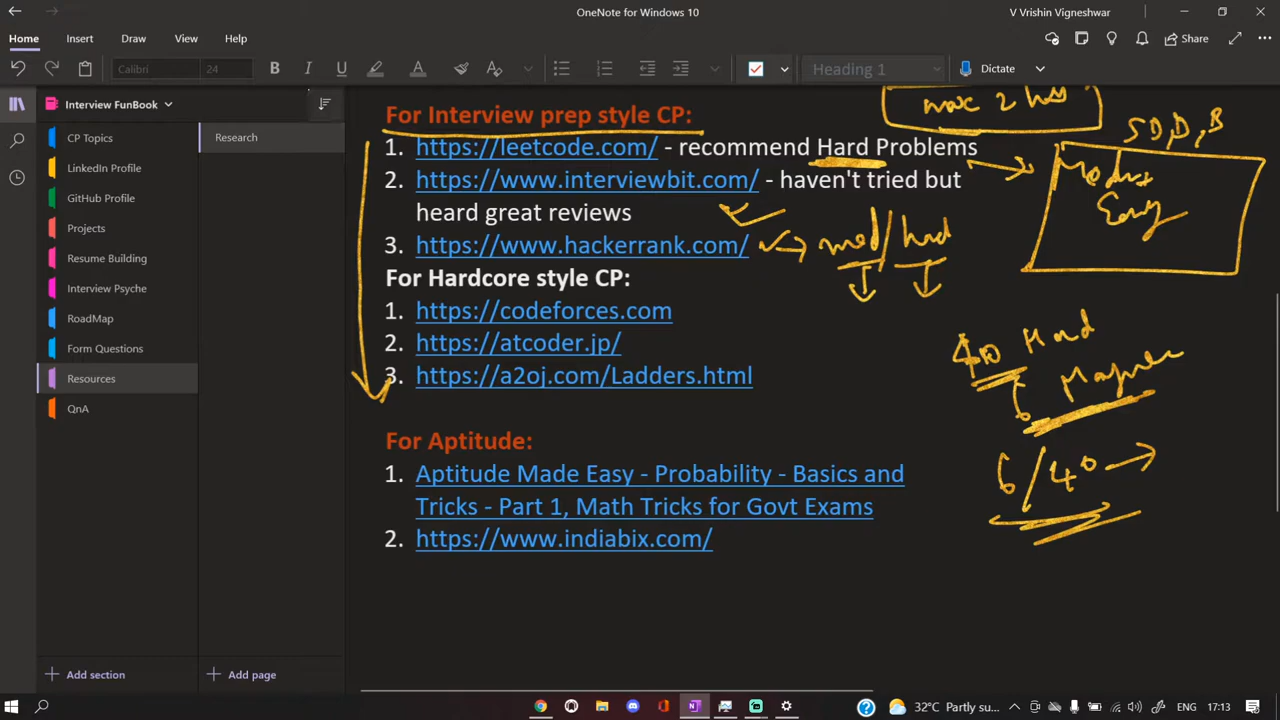 OneNote for Windows 10
V Vrishin Vigneshwar
Home
Insert
Draw
View
Help
Share
Calibri
24
B
I
U
A
Heading 1
Dictate
Interview FunBook
CP Topics
LinkedIn Profile
GitHub Profile
Projects
Resume Building
Interview Psyche
RoadMap
Form Questions
Resources
QnA
Add section
Research
Add page
For Interview prep style CP:
1. https://leetcode.com/ - recommend Hard Problems
2. https://www.interviewbit.com/ - haven't tried but
heard great reviews
3. https://www.hackerrank.com/
For Hardcore style CP:
1. https://codeforces.com
2. https://atcoder.jp/
3. https://a2oj.com/Ladders.html
For Aptitude:
1. Aptitude Made Easy - Probability - Basics and
Tricks - Part 1, Math Tricks for Govt Exams
2. https://www.indiabix.com/
max 2
Easy
med/hard
40 Hard
6/40
32°C Partly su...
ENG
17:13